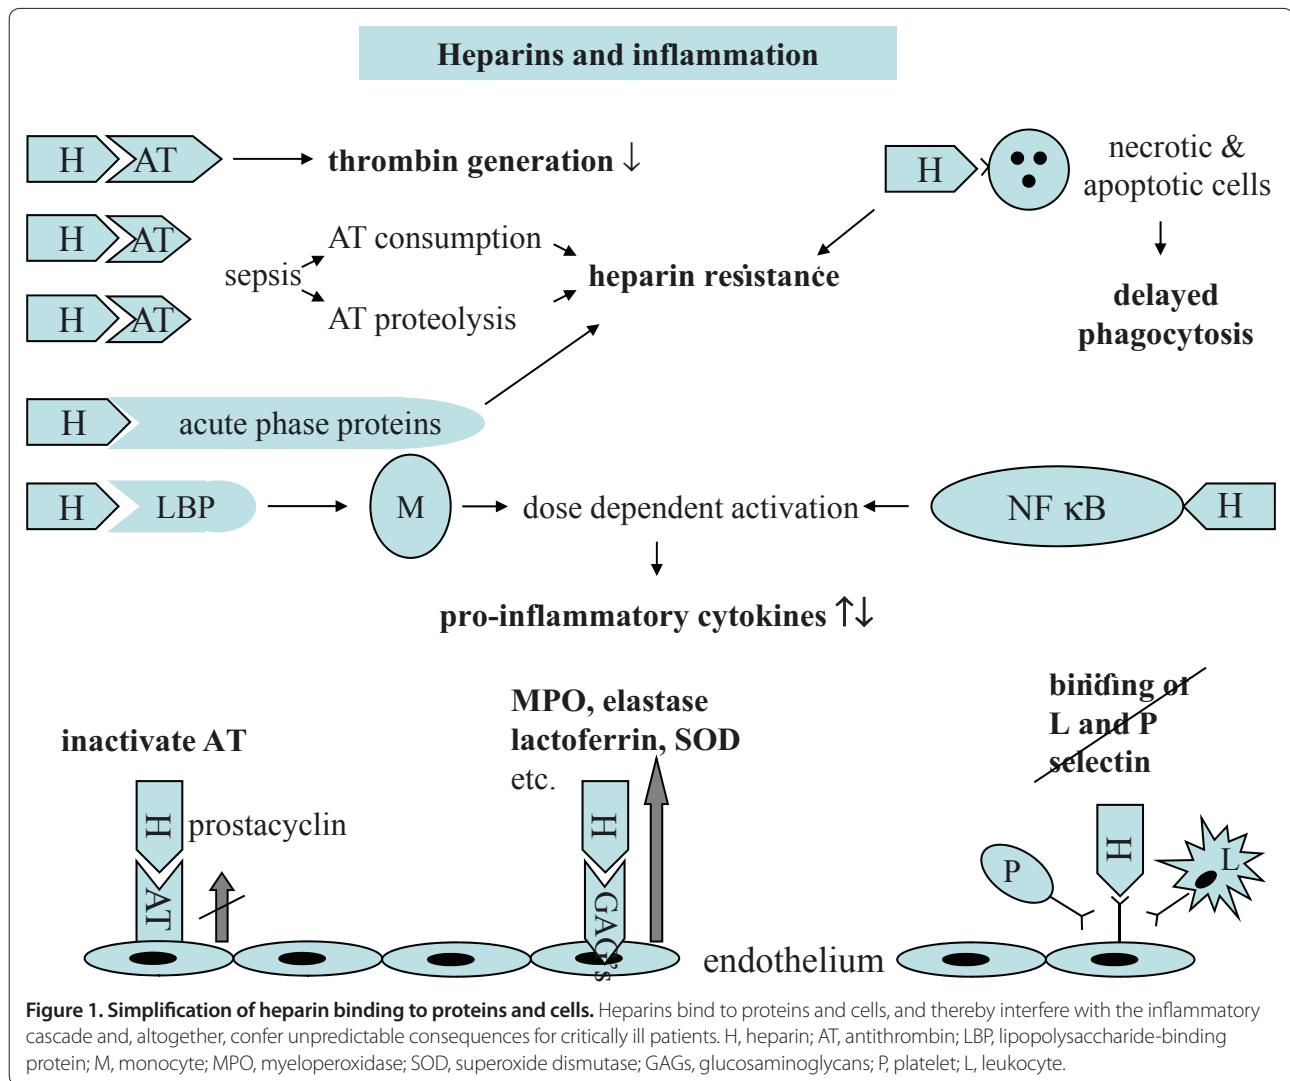 Heparins and inflammation
H AT
thrombin generation ↓
H
necrotic &
apoptotic cells
H AT
AT consumption
sepsis
heparin resistance
H AT
AT proteolysis
delayed
phagocytosis
H acute phase proteins
H LBP
M
dose dependent activation
NF κB
H
pro-inflammatory cytokines ↑↓
inactivate AT
H
prostacyclin
AT
MPO, elastase
lactoferrin, SOD
etc.
H
GAG's
binding of
L and P
selectin
P
H
L
endothelium
Figure 1. Simplification of heparin binding to proteins and cells. Heparins bind to proteins and cells, and thereby interfere with the inflammatory
cascade and, altogether, confer unpredictable consequences for critically ill patients. H, heparin; AT, antithrombin; LBP, lipopolysaccharide-binding
protein; M, monocyte; MPO, myeloperoxidase; SOD, superoxide dismutase; GAGs, glucosaminoglycans; P, platelet; L, leukocyte.